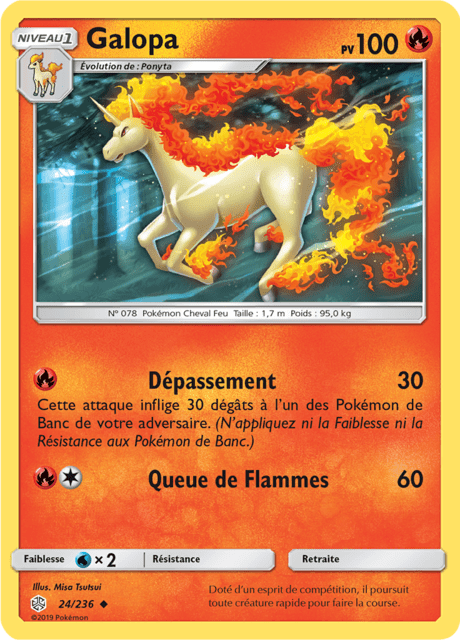 NIVEAU 1
Galopa
PV 100
Évolution de : Ponyta
N° 078 Pokémon Cheval Feu Taille : 1,7 m Poids : 95,0 kg
Dépassement 30
Cette attaque inflige 30 dégâts à l'un des Pokémon de
Banc de votre adversaire. (N'appliquez ni la Faiblesse ni la
Résistance aux Pokémon de Banc.)
Queue de Flammes 60
Faiblesse × 2 Résistance Retraite
Illus. Misa Tsutsui
24/236
©2019 Pokémon
Doté d'un esprit de compétition, il poursuit
toute créature rapide pour faire la course.